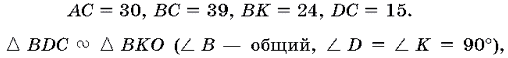 AC = 30, BC = 39, BK = 24, DC = 15.
△ BDC ∾ △ BKO (∠ B — общий, ∠ D = ∠ K = 90°),